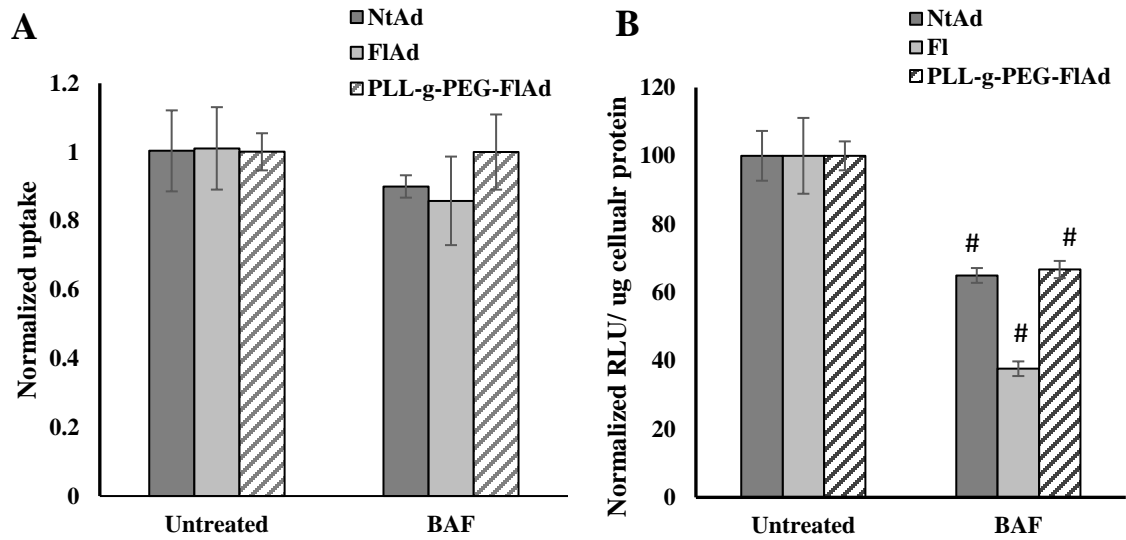 A
NtAd
FlAd
PLL-g-PEG-FlAd
Normalized uptake
1.2
1
0.8
0.6
0.4
0.2
0
Untreated
BAF
B
NtAd
Fl
PLL-g-PEG-FlAd
Normalized RLU/ ug cellualr protein
120
100
80
60
40
20
0
#
#
#
Untreated
BAF